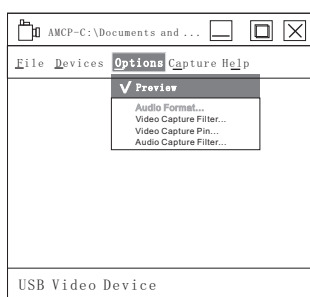 AMCP-C:\Documents and ...
File Devices Options Capture Help
Preview
Audio Format...
Video Capture Filter...
Video Capture Pin...
Audio Capture Filter...
USB Video Device